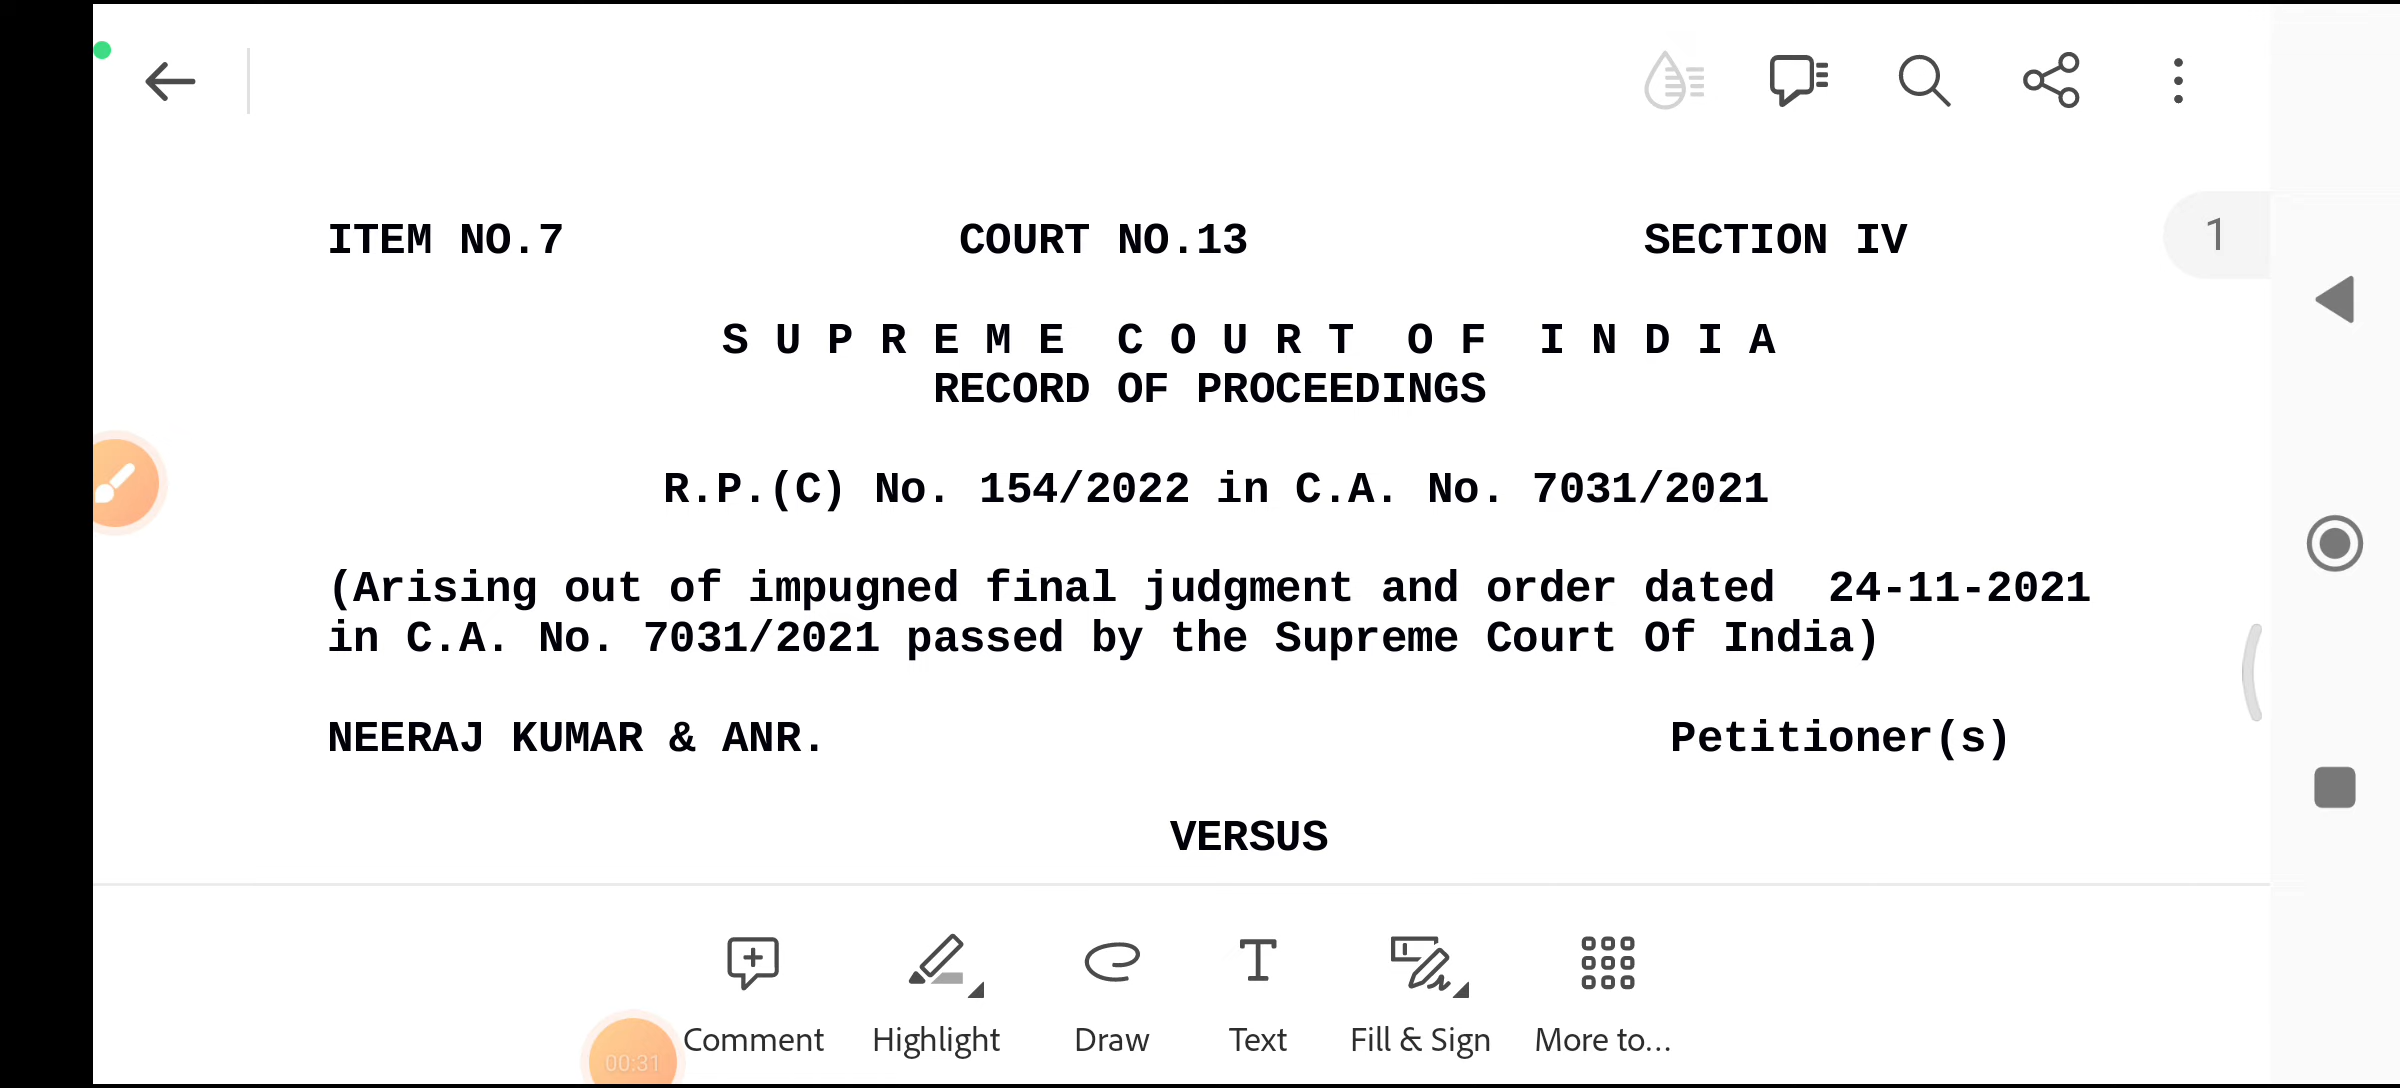 1
ITEM NO.7 COURT NO.13 SECTION IV
S U P R E M E C O U R T O F I N D I A
RECORD OF PROCEEDINGS
R.P.(C) No. 154/2022 in C.A. No. 7031/2021
(Arising out of impugned final judgment and order dated 24-11-2021
in C.A. No. 7031/2021 passed by the Supreme Court Of India)
NEERAJ KUMAR & ANR. Petitioner(s)
VERSUS
Comment Highlight Draw Text Fill & Sign More to...
00:31